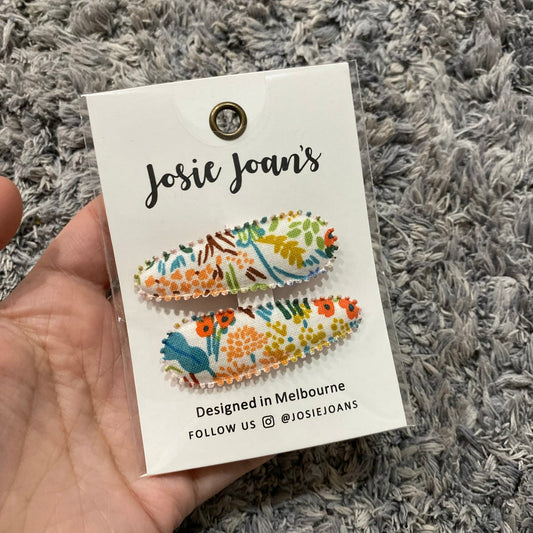 Josie Joan's
Designed in Melbourne
FOLLOW US @JOSIEJOANS